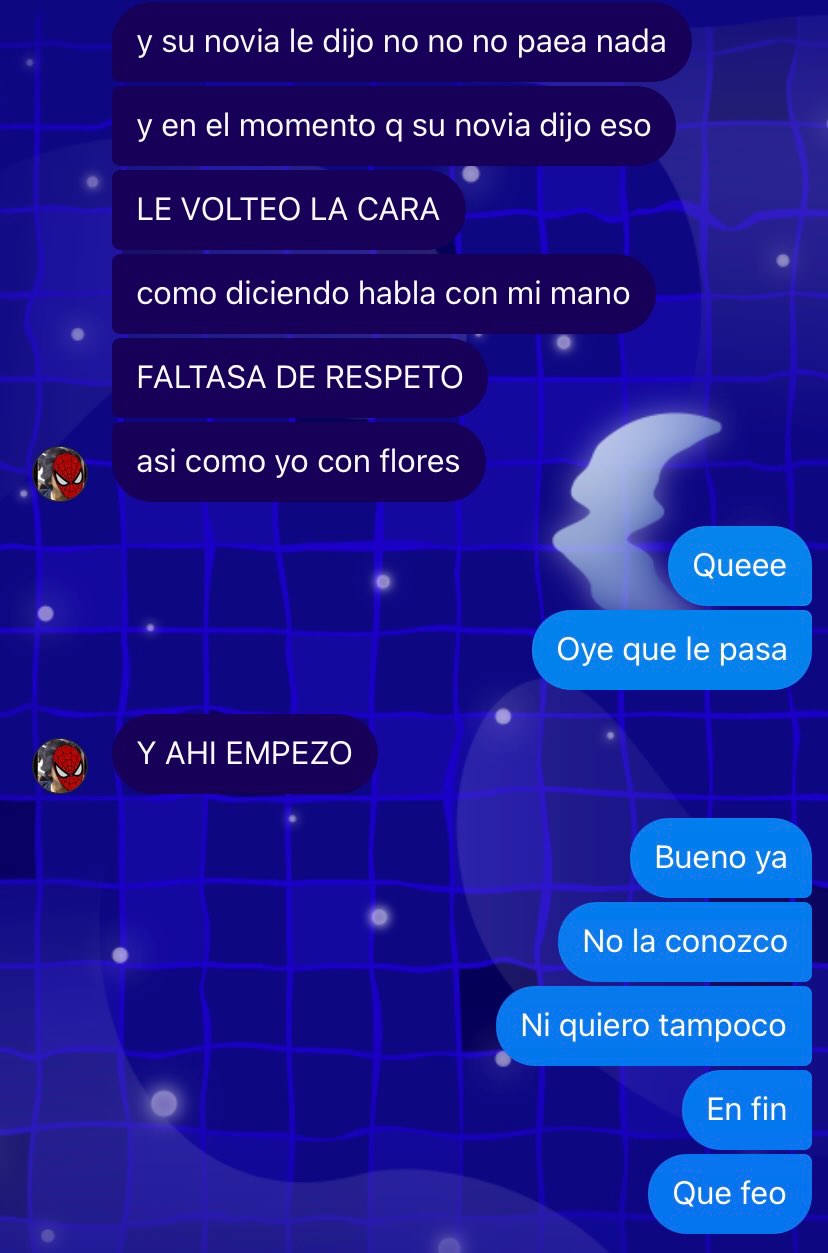 y su novia le dijo no no no paea nada
y en el momento q su novia dijo eso
LE VOLTEO LA CARA
como diciendo habla con mi mano
FALTASA DE RESPETO
asi como yo con flores
Queee
Oye que le pasa
Y AHI EMPEZO
Bueno ya
No la conozco
Ni quiero tampoco
En fin
Que feo